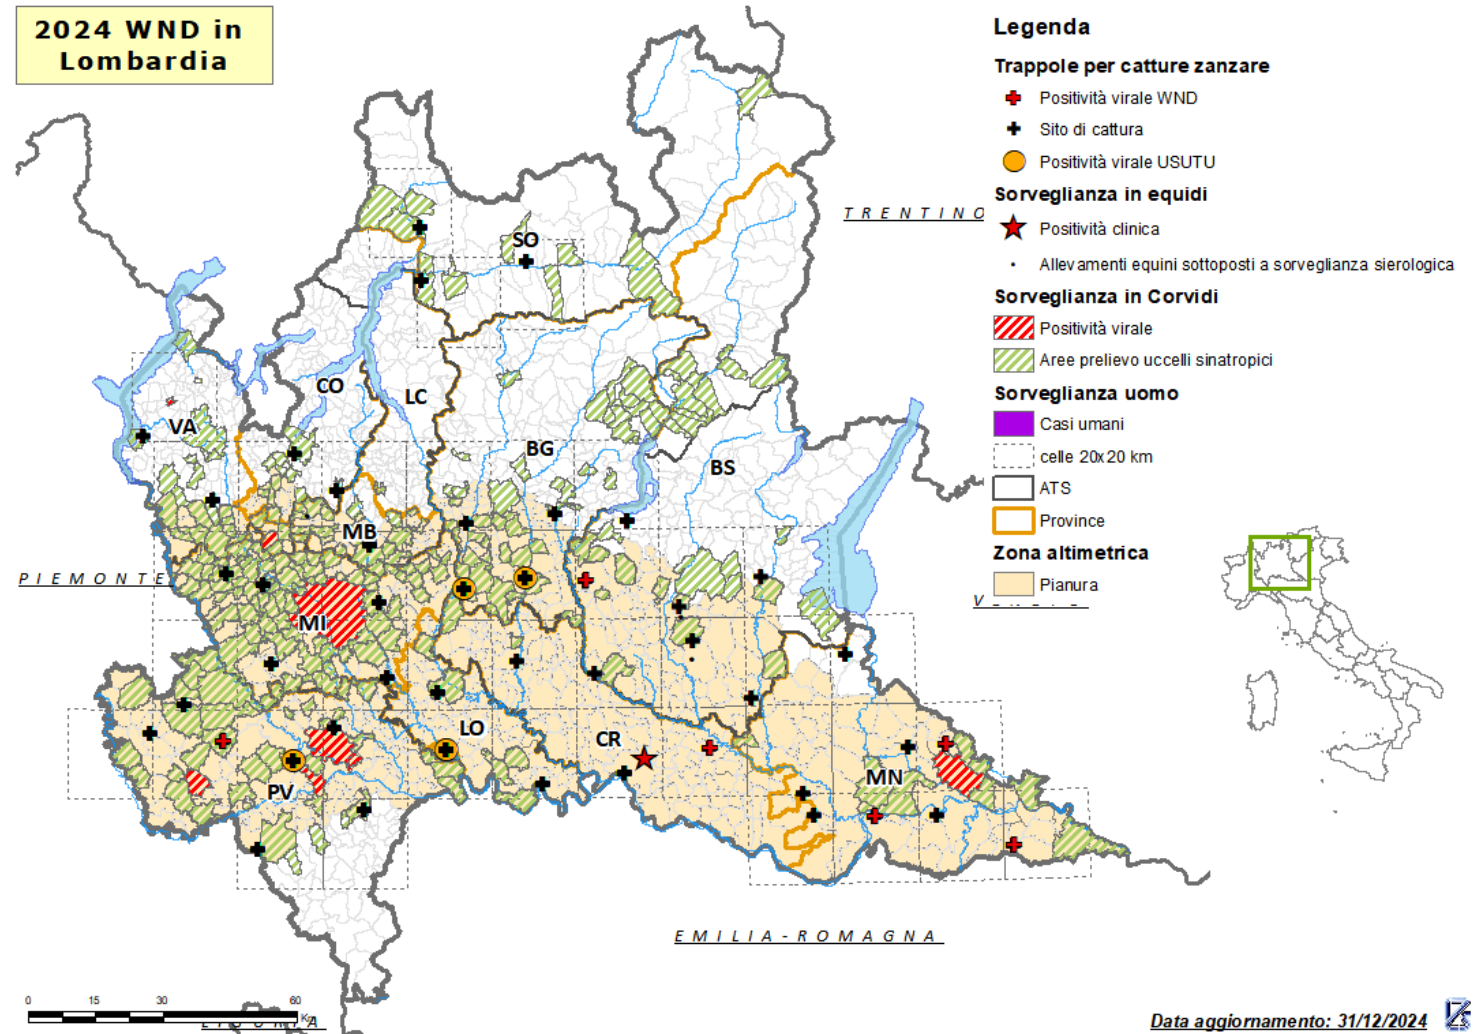 2024 WND in
Lombardia
Legenda
Trappole per catture zanzare
Positività virale WND
Sito di cattura
Positività virale USUTU
Sorveglianza in equidi
Positività clinica
Allevamenti equini sottoposti a sorveglianza sierologica
Sorveglianza in Corvidi
Positività virale
Aree prelievo uccelli sinatropici
Sorveglianza uomo
Casi umani
celle 20x20 km
ATS
Province
Zona altimetrica
Pianura
TRENTINO
SO
CO
LC
VA
BG
BS
MB
PIEMONTE
MI
LO
CR
MN
PV
EMILIA-ROMAGNA
0 15 30 60
Data aggiornamento: 31/12/2024